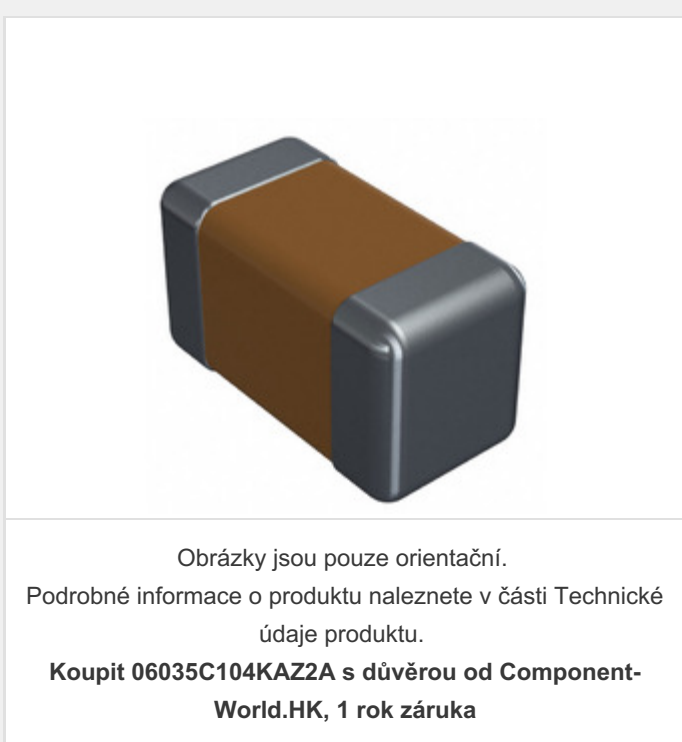 Obrázky jsou pouze orientační.
Podrobné informace o produktu naleznete v části Technické
údaje produktu.
Koupit 06035C104KAZ2A s důvěrou od Component-
World.HK, 1 rok záruka